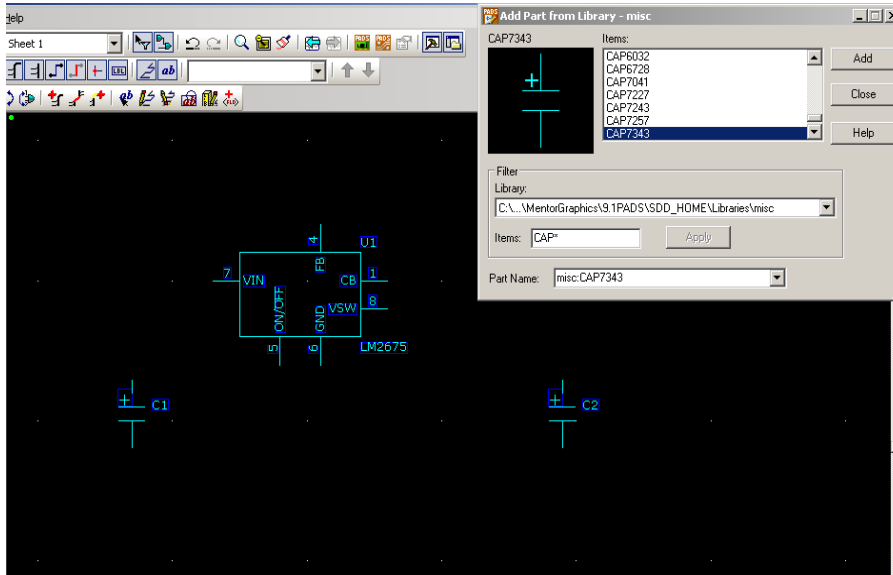 Help
Sheet 1
ab
PADS
Add Part from Library - misc
CAP7343
Items:
CAP6032
CAP6728
CAP7041
CAP7227
CAP7243
CAP7257
CAP7343
Add
Close
Help
Filter
Library:
C:\...\MentorGraphics\9.1PADS\SDD_HOME\Libraries\misc
Items: CAP*
Apply
Part Name: misc:CAP7343
4 U1
FB
7 VIN CB 1
ON/OFF GND VSW 8
5 6 LM2675
+ C1
+ C2